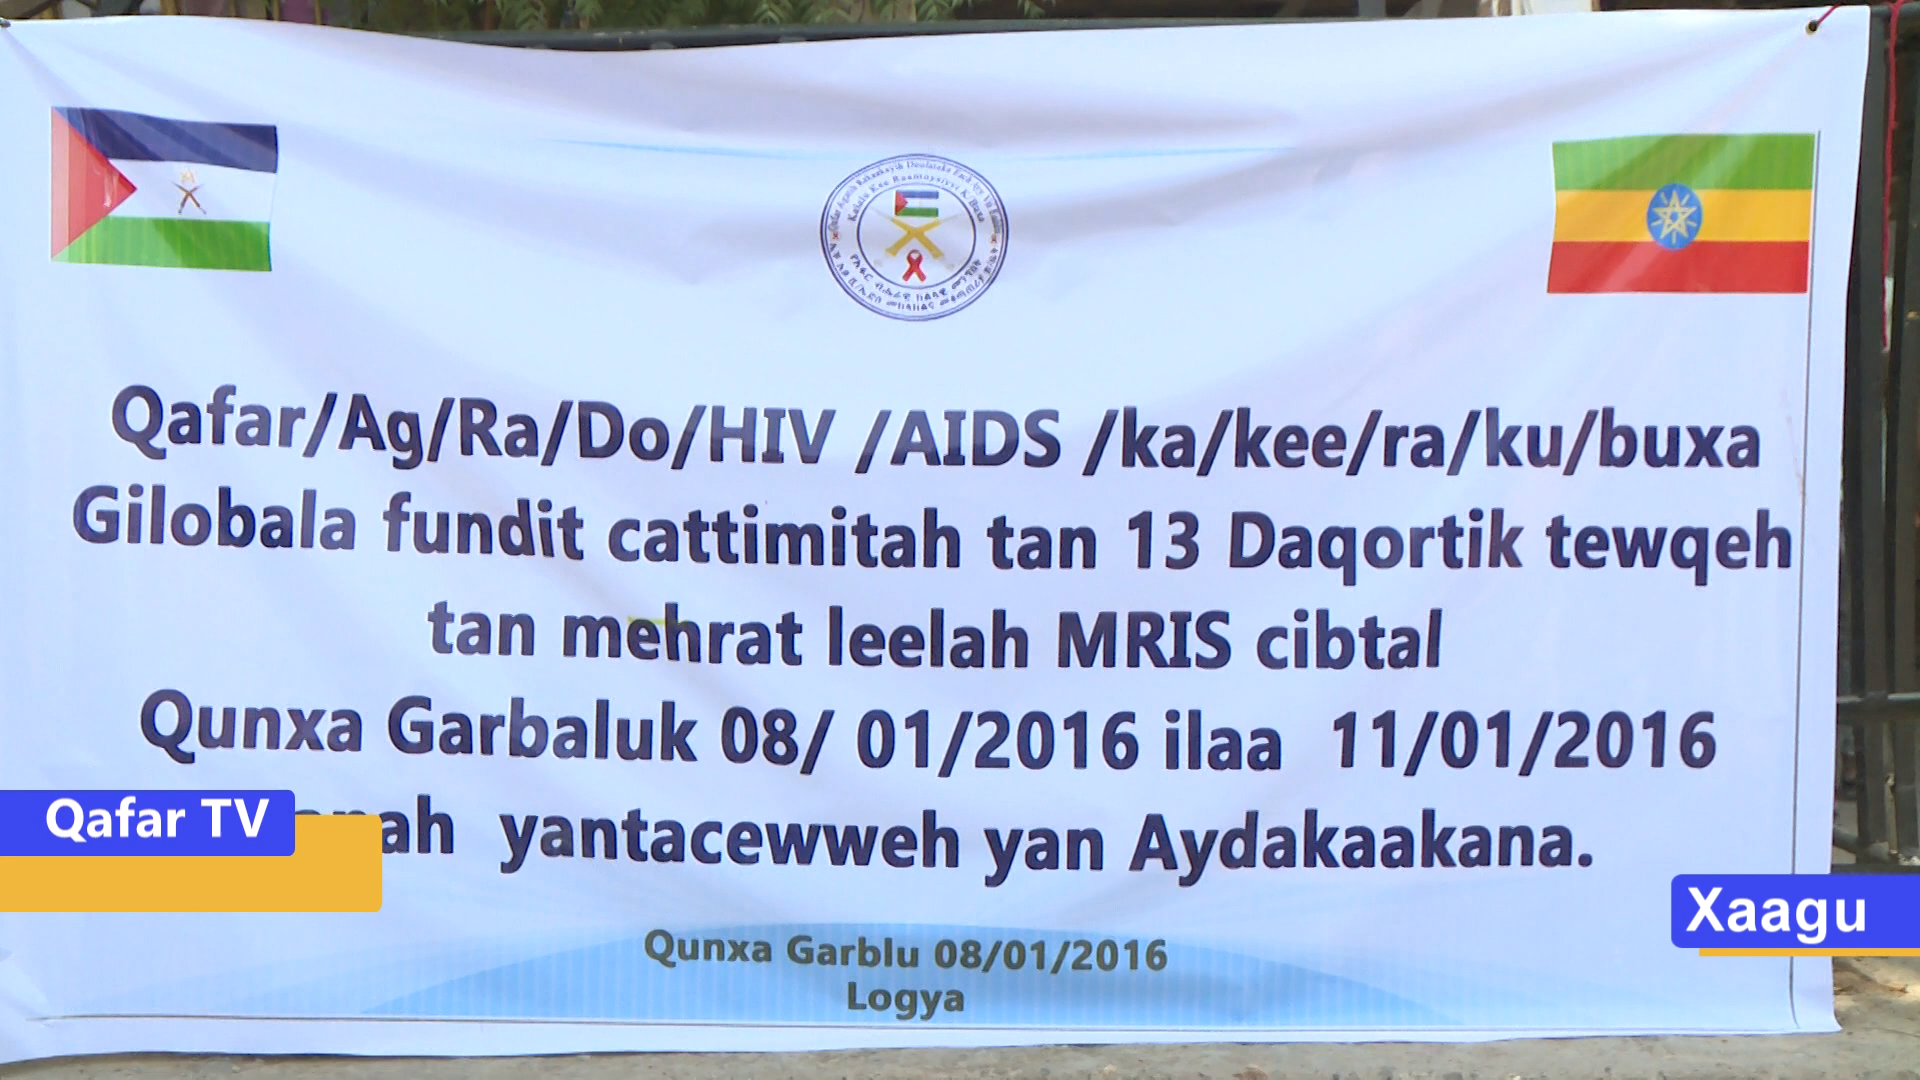 Qafar/Ag/Ra/Do/HIV /AIDS /ka/kee/ra/ku/buxa
Gilobala fundit cattimitah tan 13 Daqortik tewqeh
tan mehrat leelah MRIS cibtal
Qunxa Garbaluk 08/ 01/2016 ilaa 11/01/2016
yantacewweh yan Aydakaakana.
Qunxa Garblu 08/01/2016
Logya
Qafar TV
Xaagu